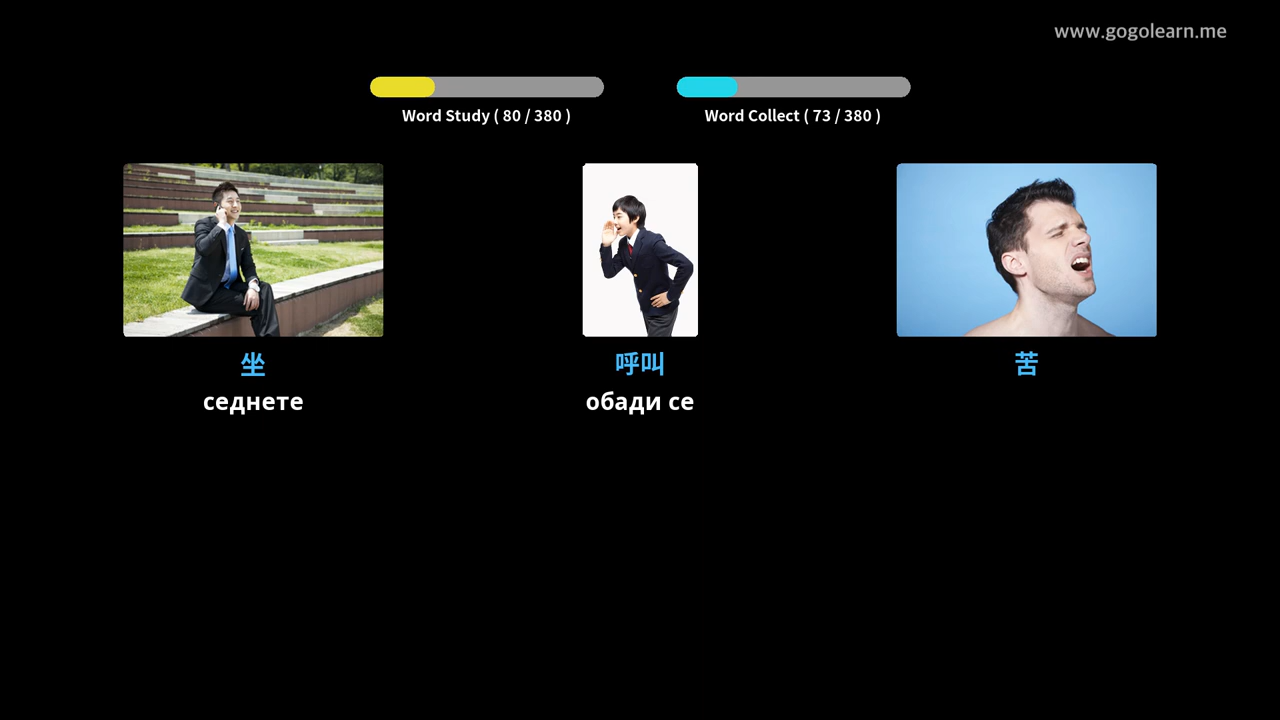 www.gogolearn.me
Word Study ( 80 / 380 )
Word Collect ( 73 / 380 )
坐
呼叫
苦
седнете
обади се